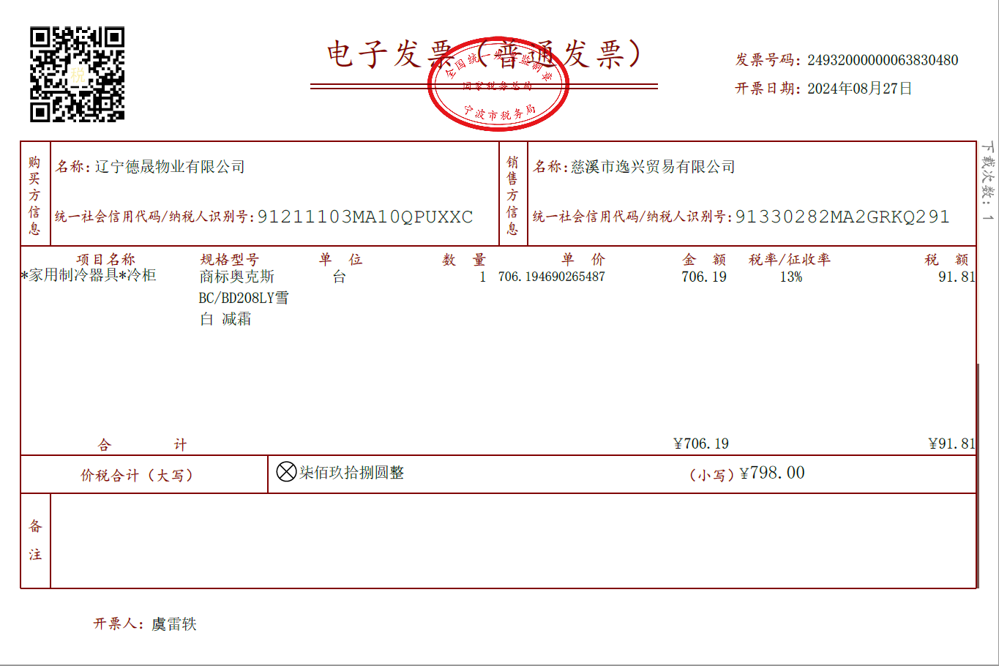 电子发票（普通发票）
全国统一发票监制章
国家税务总局
宁波市税务局
发票号码：24932000000063830480
开票日期：2024年08月27日
税
下载次数：1
购买方信息
名称：辽宁德晟物业有限公司
统一社会信用代码/纳税人识别号：91211103MA10QPUXXC
销售方信息
名称：慈溪市逸兴贸易有限公司
统一社会信用代码/纳税人识别号：91330282MA2GRKQ291
项目名称 规格型号 单 位 数 量 单 价 金 额 税率/征收率 税 额
*家用制冷器具*冷柜 商标奥克斯 台 1 706.194690265487 706.19 13% 91.81
BC/BD208LY雪
白 减霜
合 计 ¥706.19 ¥91.81
价税合计（大写） ⊗柒佰玖拾捌圆整 （小写）¥798.00
备注
开票人：虞雷轶